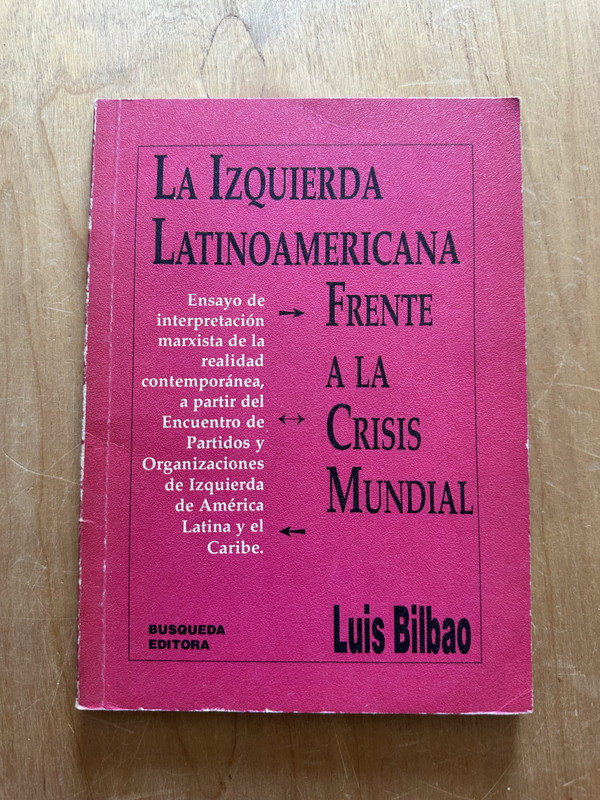 LA IZQUIERDA
LATINOAMERICANA
FRENTE
A LA
CRISIS
MUNDIAL
Ensayo de
interpretación
marxista de la
realidad
contemporánea,
a partir del
Encuentro de
Partidos y
Organizaciones
de Izquierda
de América
Latina y el
Caribe.
BUSQUEDA
EDITORA
Luis Bilbao